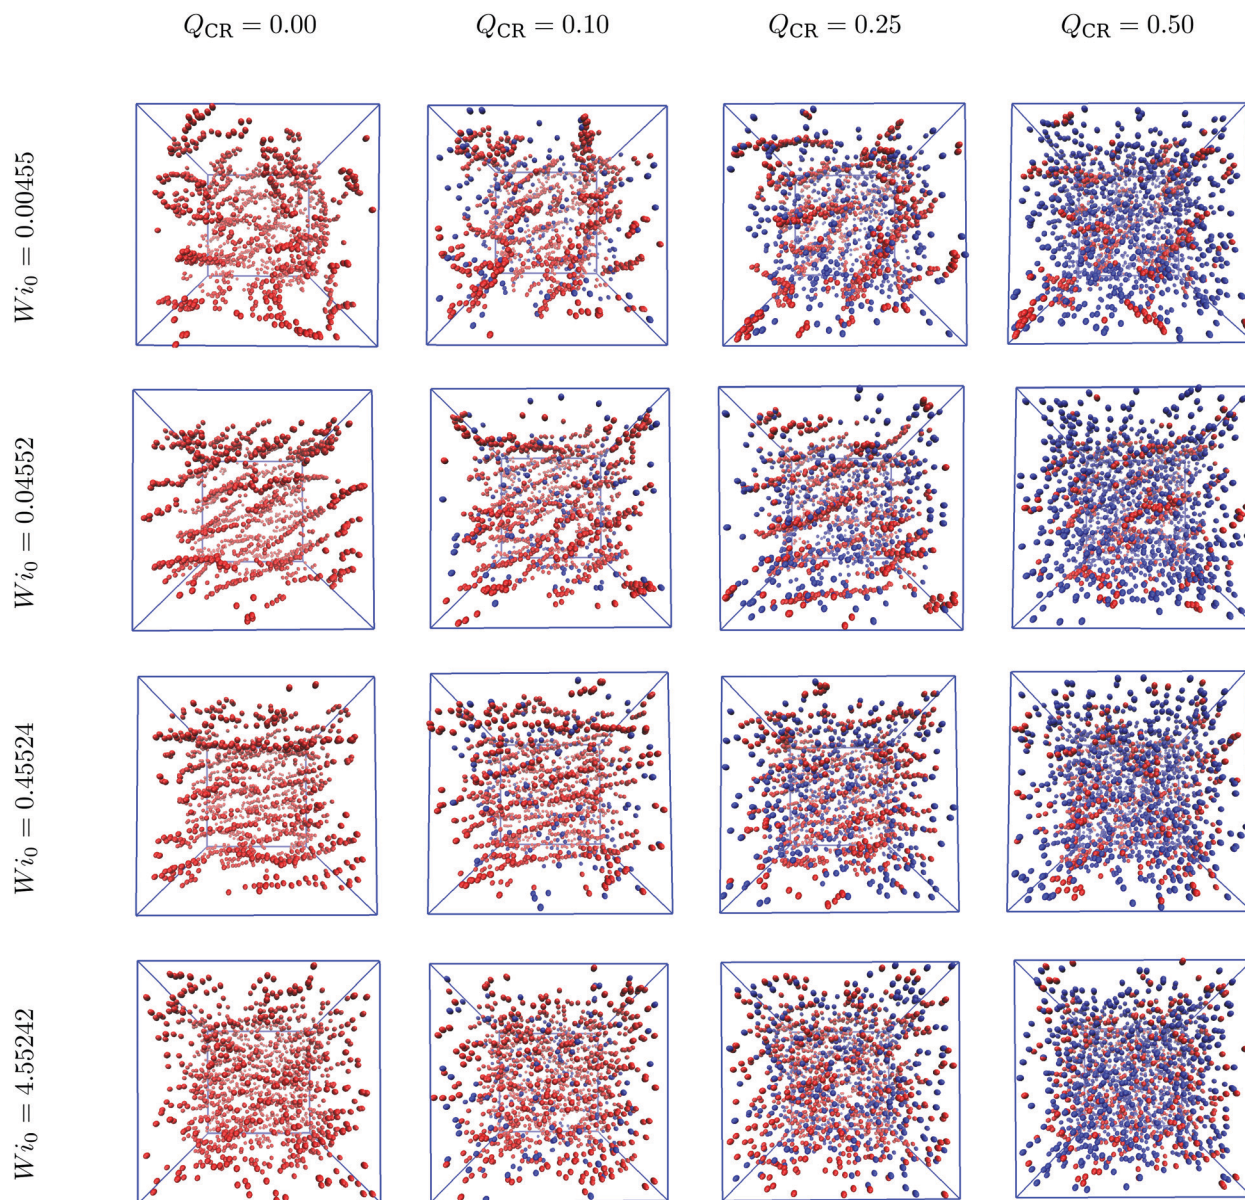 Q_CR = 0.00 Q_CR = 0.10 Q_CR = 0.25 Q_CR = 0.50
Wi_0 = 0.00455
Wi_0 = 0.04552
Wi_0 = 0.45524
Wi_0 = 4.55242